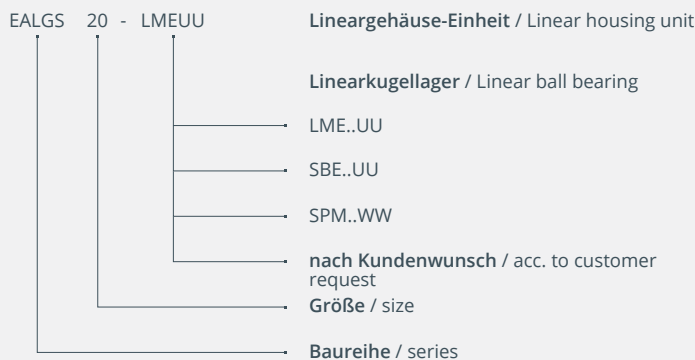 EALGS 20 - LMEUU Lineargehäuse-Einheit / Linear housing unit
Linearkugellager / Linear ball bearing
LME..UU
SBE..UU
SPM..WW
nach Kundenwunsch / acc. to customer
request
Größe / size
Baureihe / series